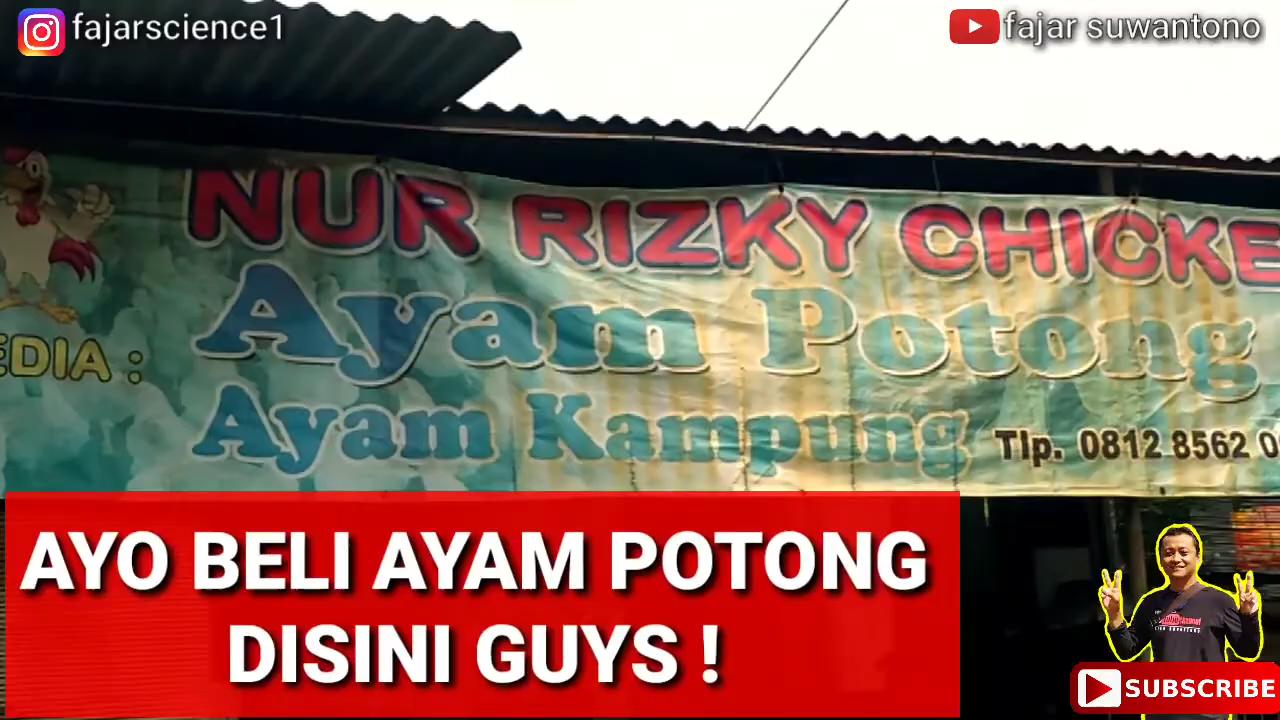 fajarscience1
fajar suwantono
NUR RIZKY CHICKE
EDIA :
Ayam Potong
Ayam Kampung
Tlp. 0812 8562 0
AYO BELI AYAM POTONG
DISINI GUYS !
SUBSCRIBE